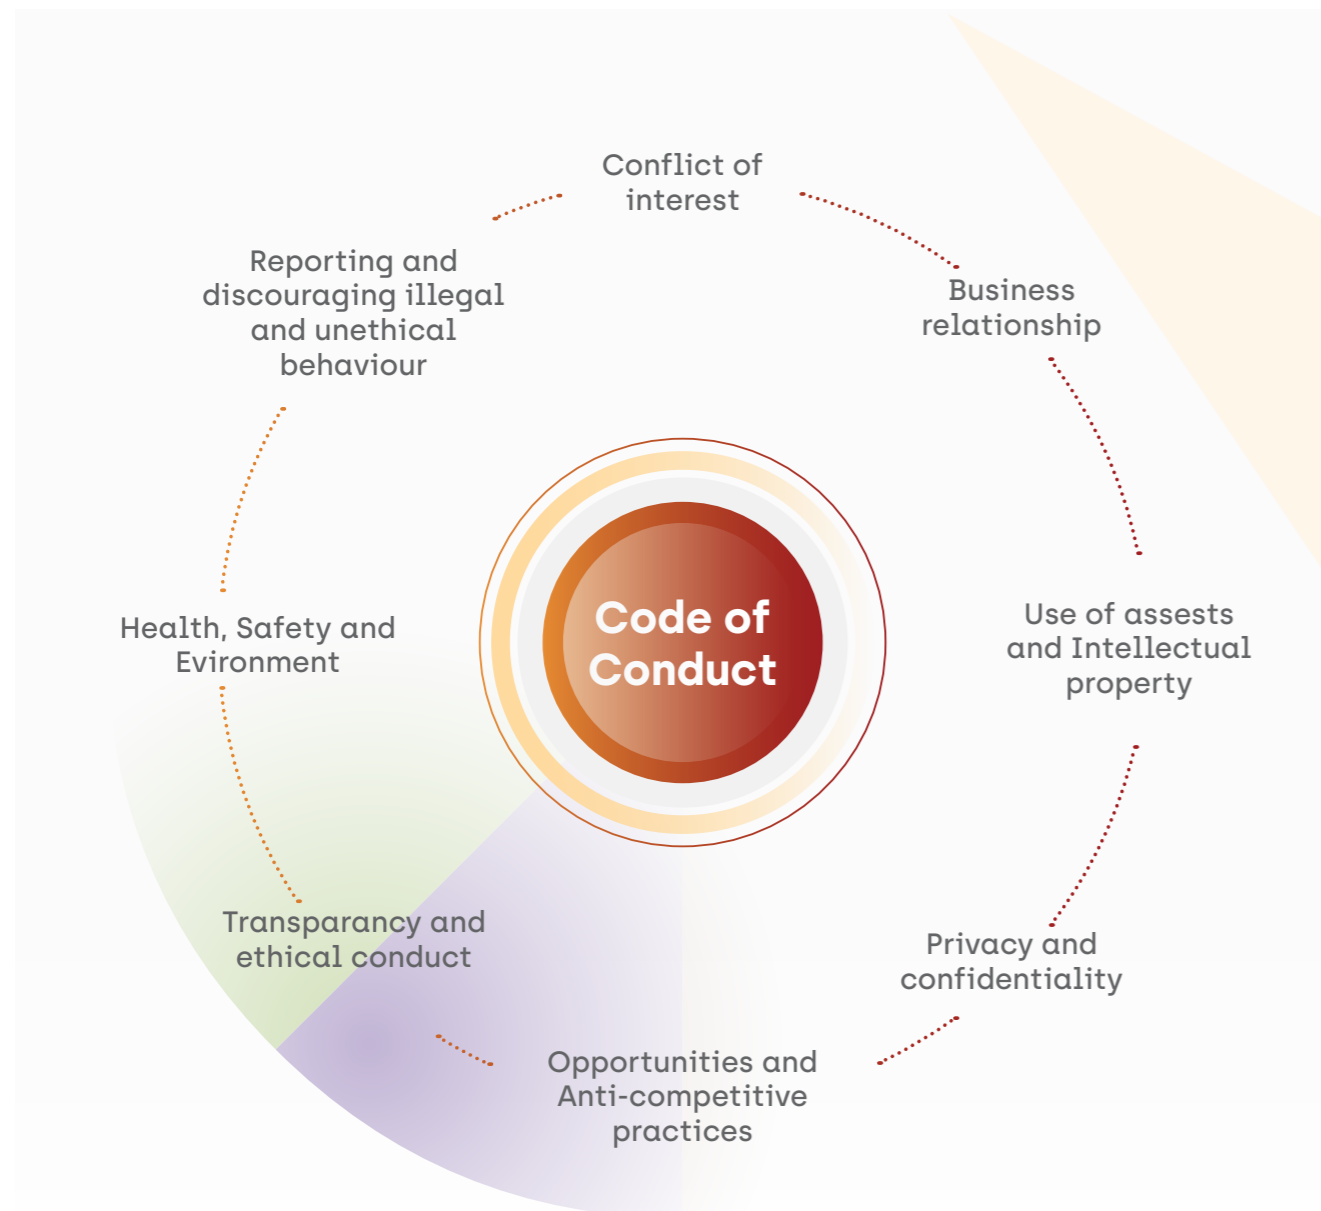 Conflict of
interest
Business
relationship
Use of assests
and Intellectual
property
Privacy and
confidentiality
Opportunities and
Anti-competitive
practices
Transparancy and
ethical conduct
Health, Safety and
Evironment
Reporting and
discouraging illegal
and unethical
behaviour
Code of
Conduct